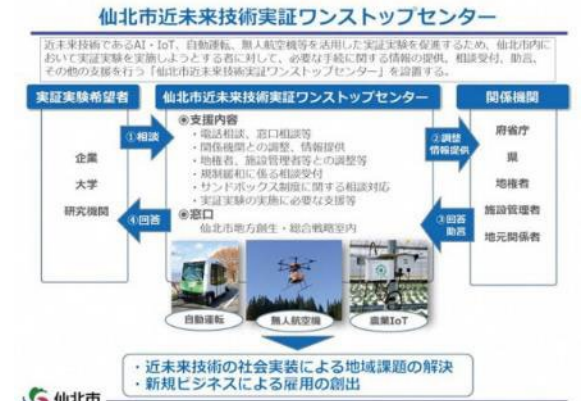 仙北市近未来技術実証ワンストップセンター
近未来技術であるAI・IoT、自動運転、無人航空機等を活用した実証実験を促進するため、仙北市内に
おいて実証実験を実施しようとする者に対して、必要な手続に関する情報の提供、相談受付、助言、
その他の支援を行う「仙北市近未来技術実証ワンストップセンター」を設置する。
実証実験希望者
企業
大学
研究機関
①相談
④回答
仙北市近未来技術実証ワンストップセンター
◉支援内容
・電話相談、窓口相談等
・関係機関との調整、情報提供
・地権者、施設管理者等との調整等
・規制緩和に係る相談受付
・サンドボックス制度に関する相談対応
・実証実験の実施に必要な支援等
◉窓口
仙北市地方創生・総合戦略室内
②調整
情報提供
③回答
助言
関係機関
府省庁
県
地権者
施設管理者
地元関係者
自動運転
無人航空機
農業IoT
・近未来技術の社会実装による地域課題の解決
・新規ビジネスによる雇用の創出
仙北市